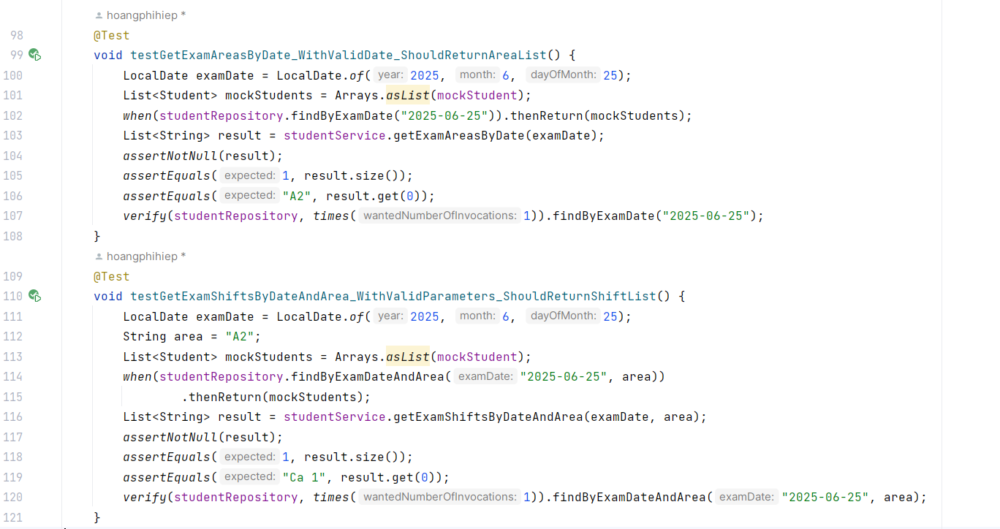 hoangphihiep *
98 @Test
99 void testGetExamAreasByDate_WithValidDate_ShouldReturnAreaList() {
100 LocalDate examDate = LocalDate.of( year: 2025, month: 6, dayOfMonth: 25);
101 List<Student> mockStudents = Arrays.asList(mockStudent);
102 when(studentRepository.findByExamDate("2025-06-25")).thenReturn(mockStudents);
103 List<String> result = studentService.getExamAreasByDate(examDate);
104 assertNotNull(result);
105 assertEquals( expected: 1, result.size());
106 assertEquals( expected: "A2", result.get(0));
107 verify(studentRepository, times( wantedNumberOfInvocations: 1)).findByExamDate("2025-06-25");
108 }
hoangphihiep *
109 @Test
110 void testGetExamShiftsByDateAndArea_WithValidParameters_ShouldReturnShiftList() {
111 LocalDate examDate = LocalDate.of( year: 2025, month: 6, dayOfMonth: 25);
112 String area = "A2";
113 List<Student> mockStudents = Arrays.asList(mockStudent);
114 when(studentRepository.findByExamDateAndArea( examDate: "2025-06-25", area))
115 .thenReturn(mockStudents);
116 List<String> result = studentService.getExamShiftsByDateAndArea(examDate, area);
117 assertNotNull(result);
118 assertEquals( expected: 1, result.size());
119 assertEquals( expected: "Ca 1", result.get(0));
120 verify(studentRepository, times( wantedNumberOfInvocations: 1)).findByExamDateAndArea( examDate: "2025-06-25", area);
121 }